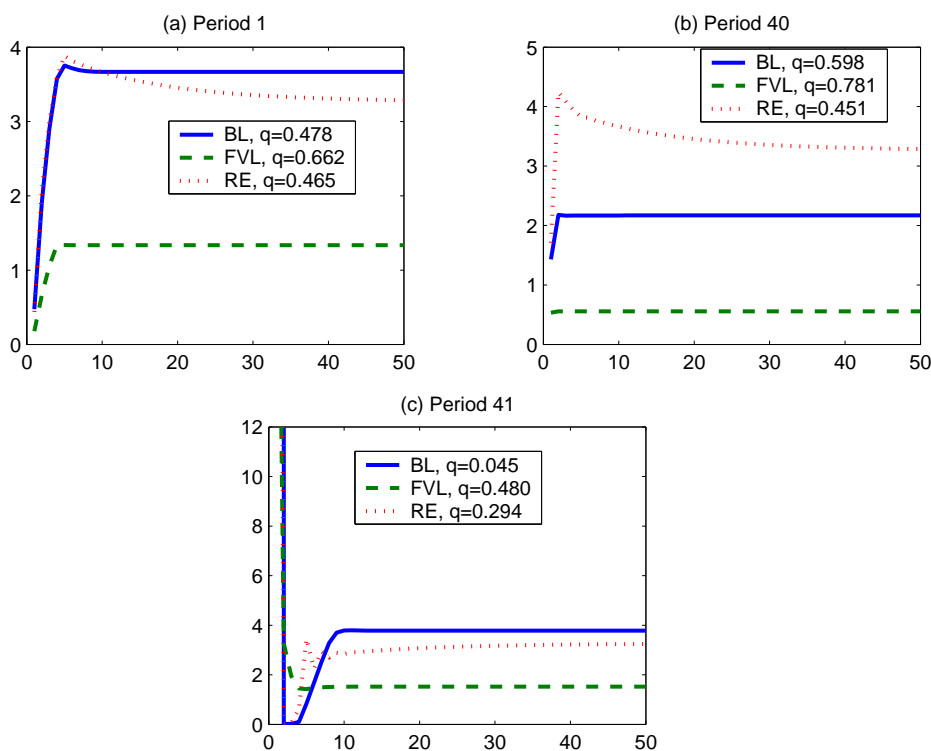 (a) Period 1
4
3
2
1
0
0 10 20 30 40 50
BL, q=0.478
FVL, q=0.662
RE, q=0.465
(b) Period 40
5
4
3
2
1
0
0 10 20 30 40 50
BL, q=0.598
FVL, q=0.781
RE, q=0.451
(c) Period 41
12
10
8
6
4
2
0
0 10 20 30 40 50
BL, q=0.045
FVL, q=0.480
RE, q=0.294